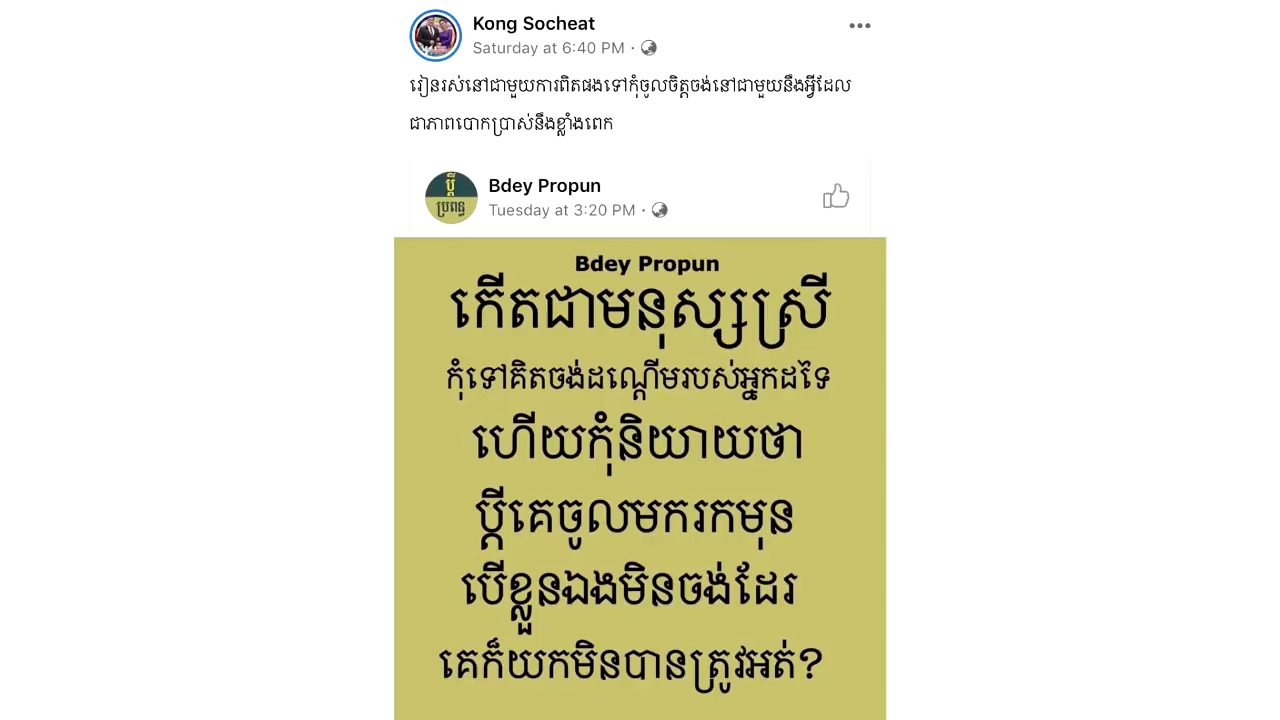 Kong Socheat
Saturday at 6:40 PM ·
រៀនរស់នៅជាមួយការពិតផងទៅកុំចូលចិត្តចង់នៅជាមួយនឹងអ្វីដែល
ជាភាពបោកប្រាស់នឹងខ្លាំងពេក
ប្តី
ប្រពន្ធ
Bdey Propun
Tuesday at 3:20 PM ·
Bdey Propun
កើតជាមនុស្សស្រី
កុំទៅគិតចង់ដណ្តើមរបស់អ្នកដទៃ
ហើយកុំនិយាយថា
ប្តីគេចូលមករកមុន
បើខ្លួនឯងមិនចង់ដែរ
គេក៏យកមិនបានត្រូវអត់?